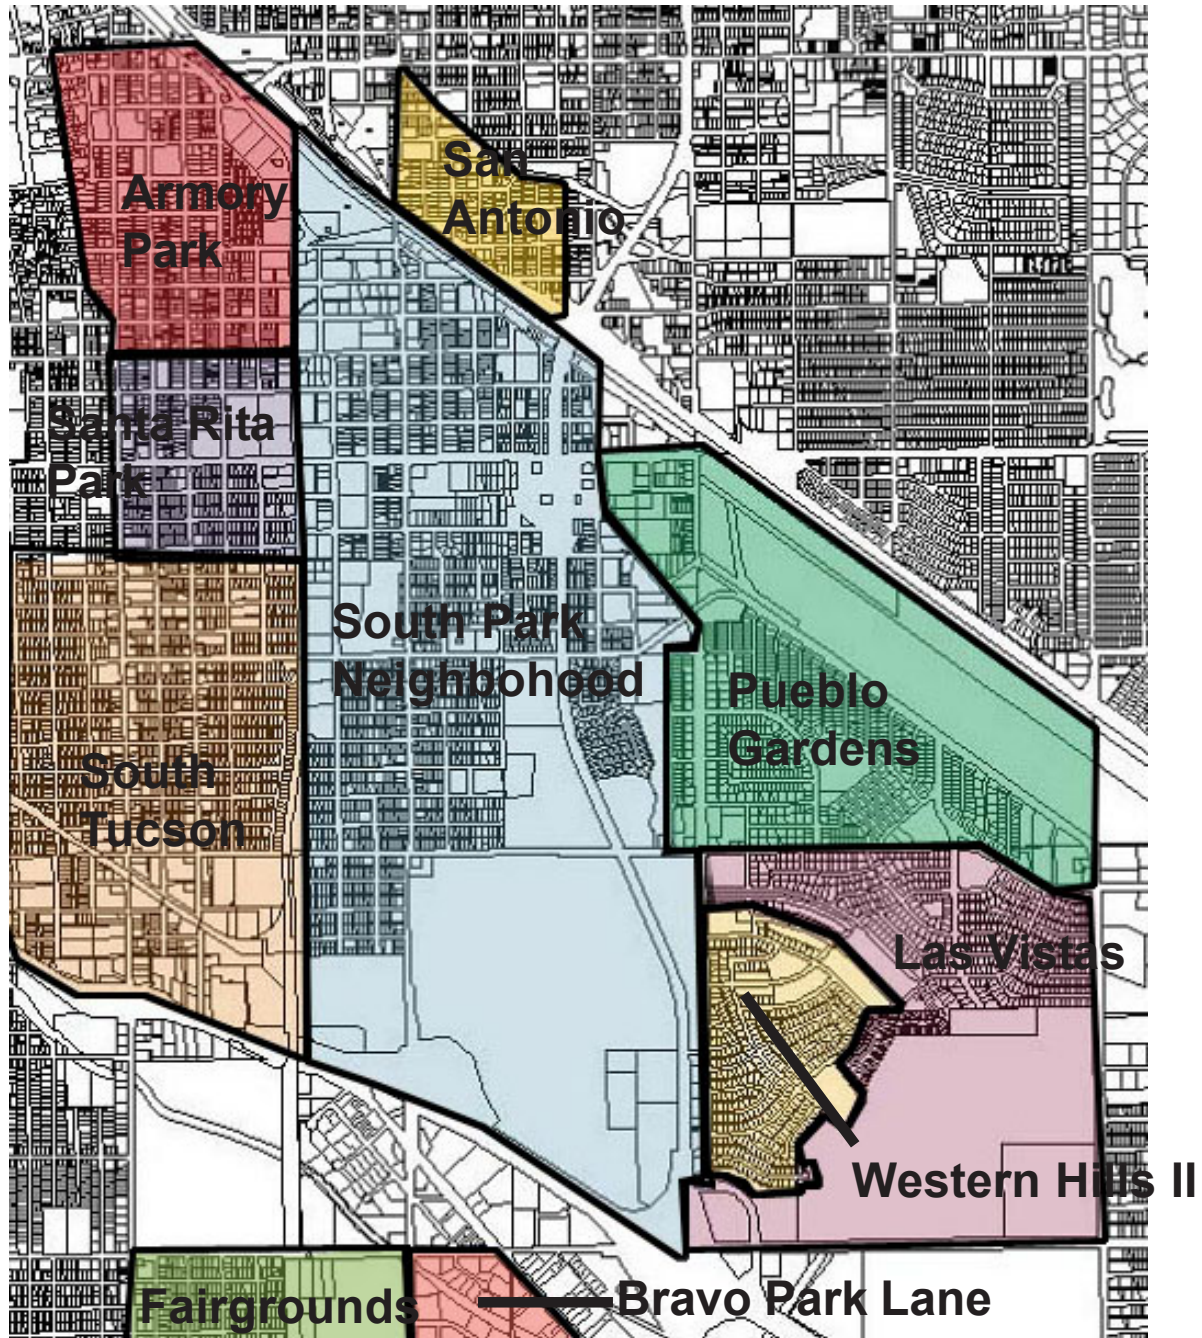 San
Antonio
Armory
Park
Santa Rita
Park
South Park
Neighbohood
Pueblo
Gardens
South
Tucson
Las Vistas
Western Hills II
Fairgrounds
Bravo Park Lane